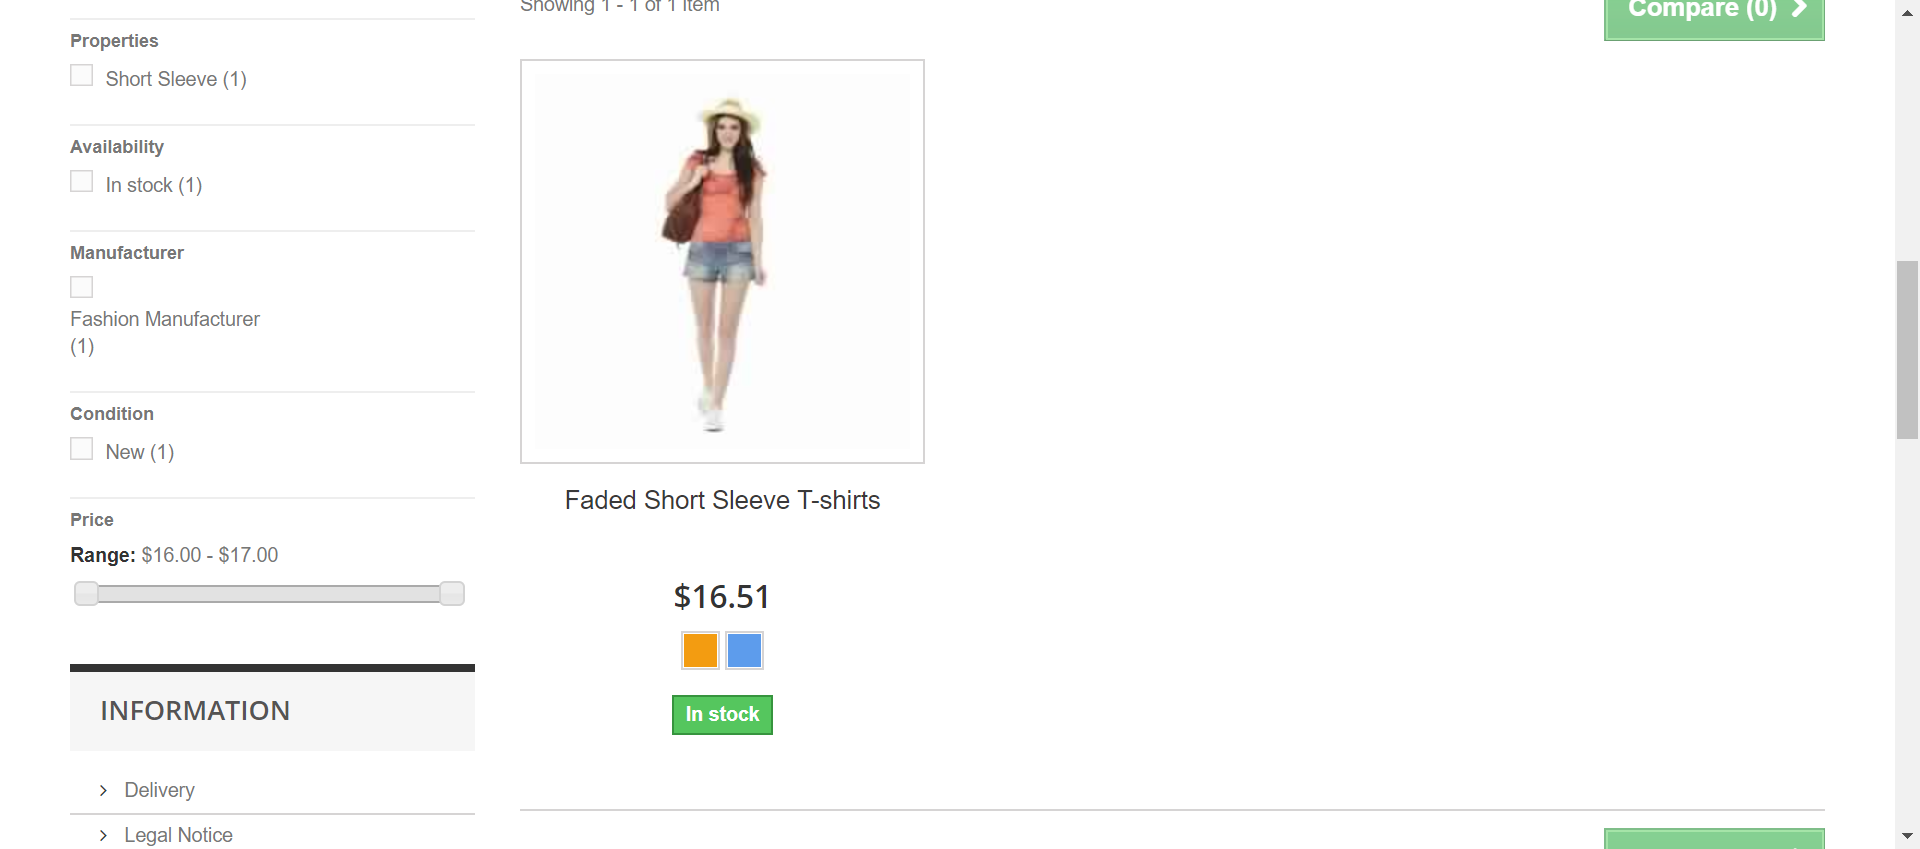 Showing 1 - 1 of 1 item
Compare (0)
Properties
Short Sleeve (1)
Availability
In stock (1)
Manufacturer
Fashion Manufacturer
(1)
Condition
New (1)
Price
Range: $16.00 - $17.00
INFORMATION
Delivery
Legal Notice
Faded Short Sleeve T-shirts
$16.51
In stock